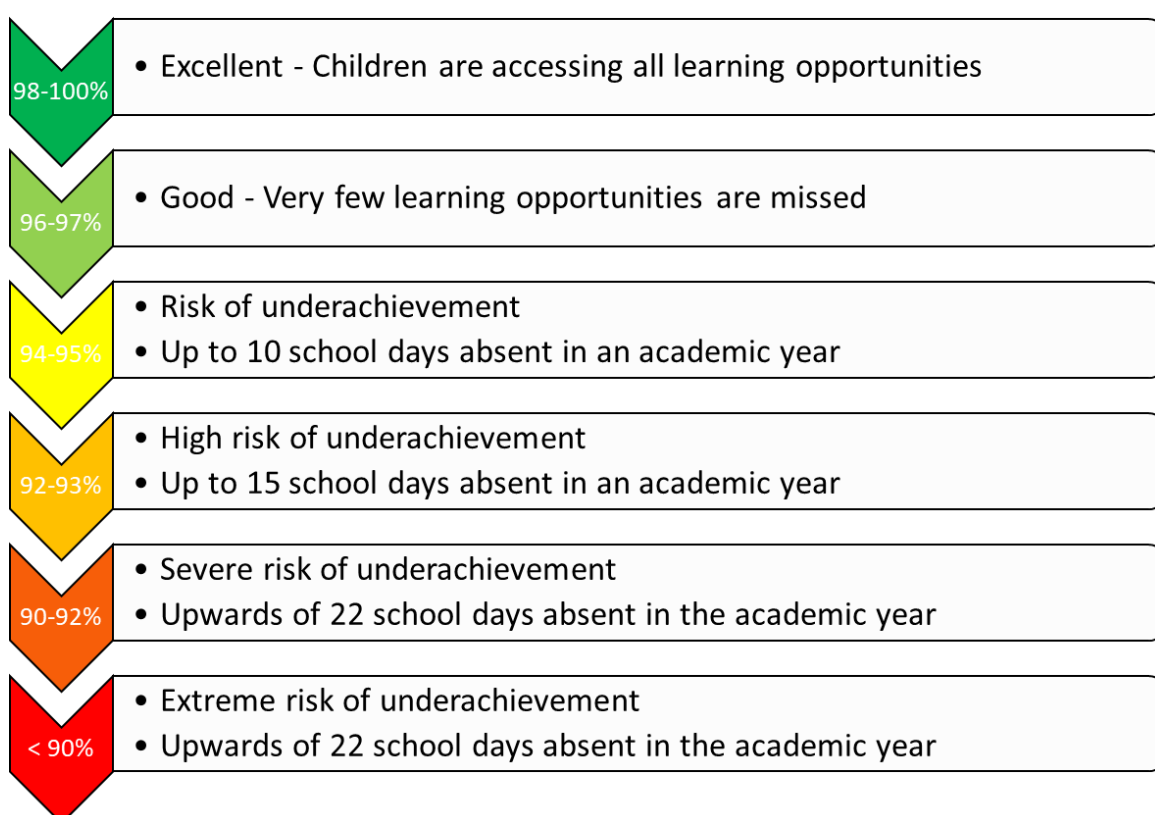 98-100%
• Excellent - Children are accessing all learning opportunities
96-97%
• Good - Very few learning opportunities are missed
94-95%
• Risk of underachievement
• Up to 10 school days absent in an academic year
92-93%
• High risk of underachievement
• Up to 15 school days absent in an academic year
90-92%
• Severe risk of underachievement
• Upwards of 22 school days absent in the academic year
< 90%
• Extreme risk of underachievement
• Upwards of 22 school days absent in the academic year